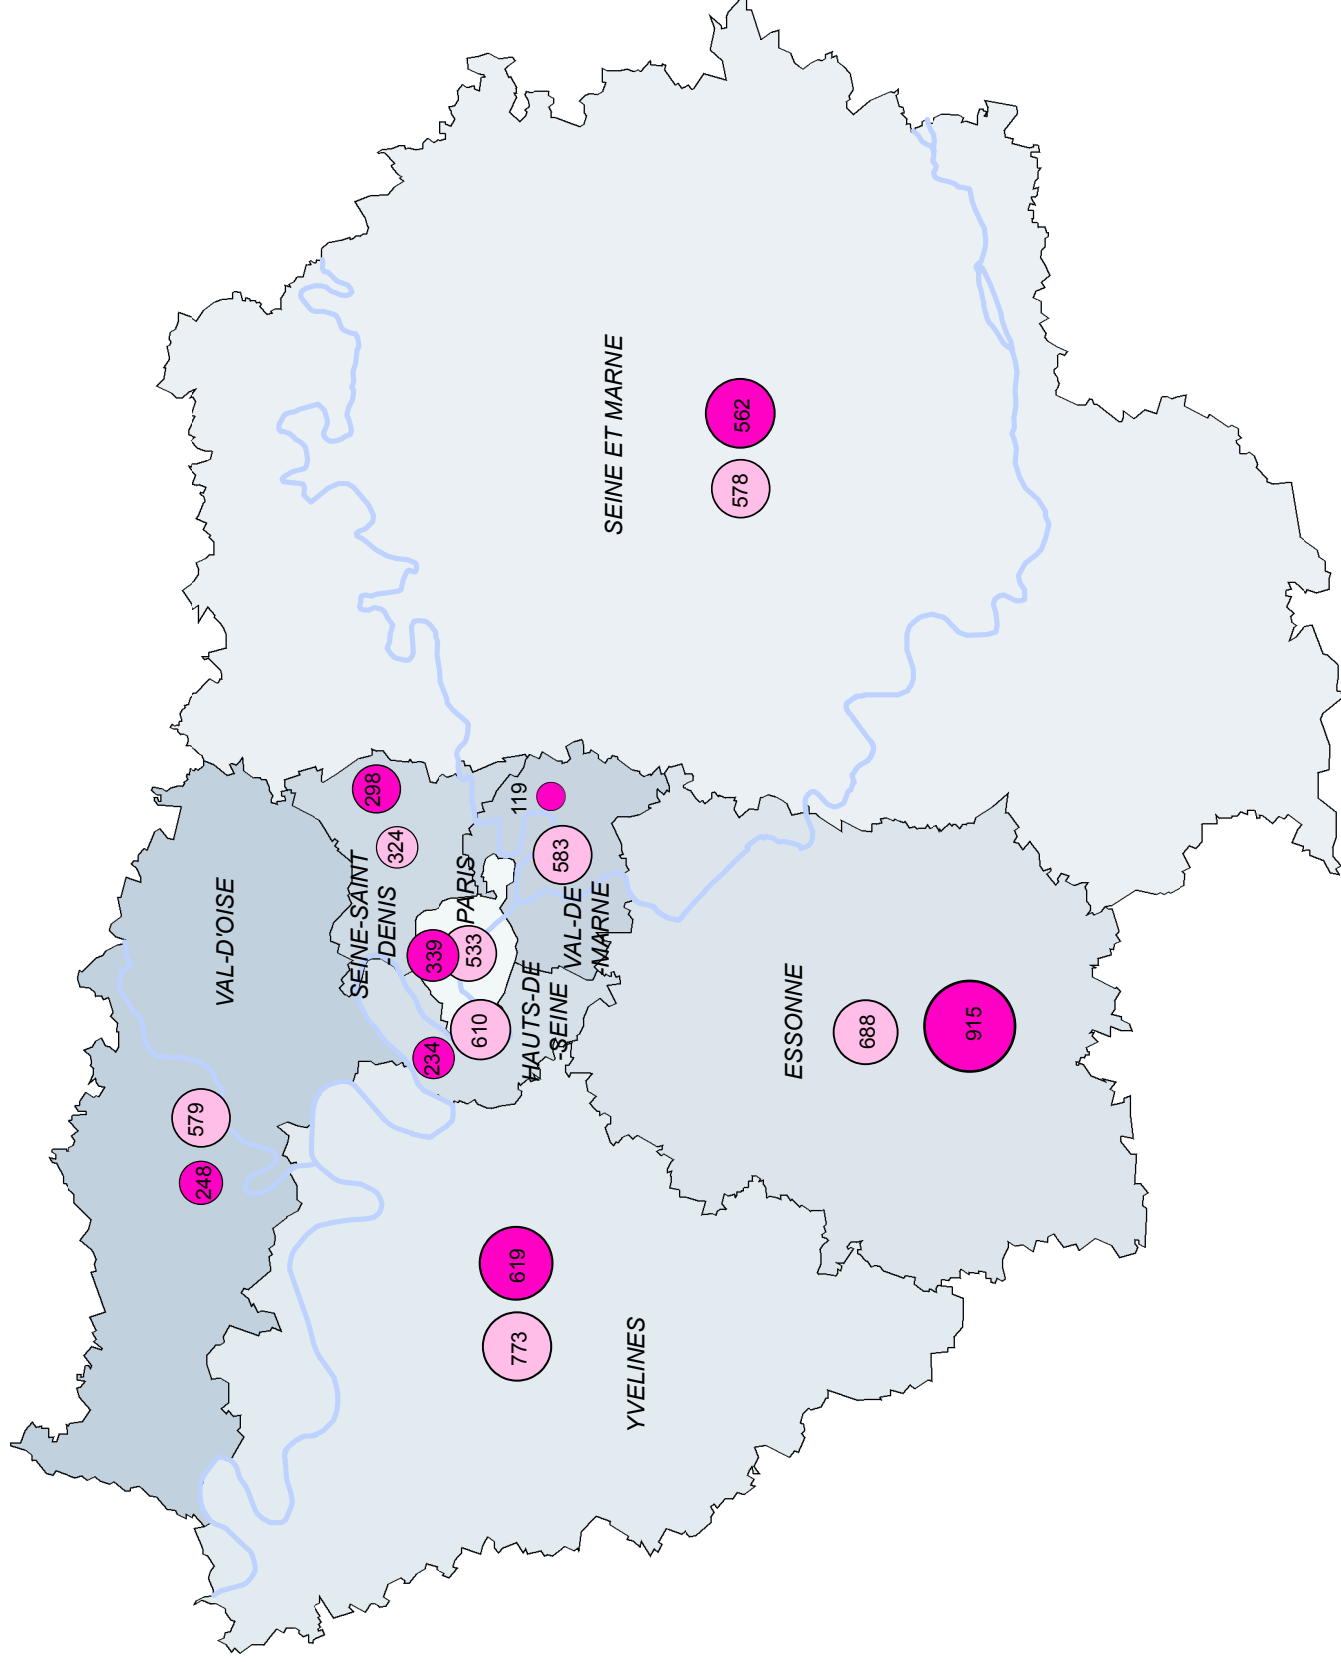 VAL-D'OISE
248
579
SEINE-SAINT
-DENIS
324
298
PARIS
339
533
HAUTS-DE
-SEINE
234
610
VAL-DE
MARNE
583
119
SEINE ET MARNE
578
562
YVELINES
773
619
ESSONNE
688
915